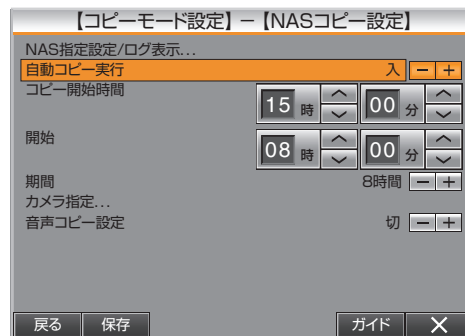 【コピーモード設定】－【NASコピー設定】
NAS指定設定/ログ表示...
自動コピー実行 入 － ＋
コピー開始時間 15 時 00 分
開始 08 時 00 分
期間 8時間 － ＋
カメラ指定...
音声コピー設定 切 － ＋
戻る 保存 ガイド ×